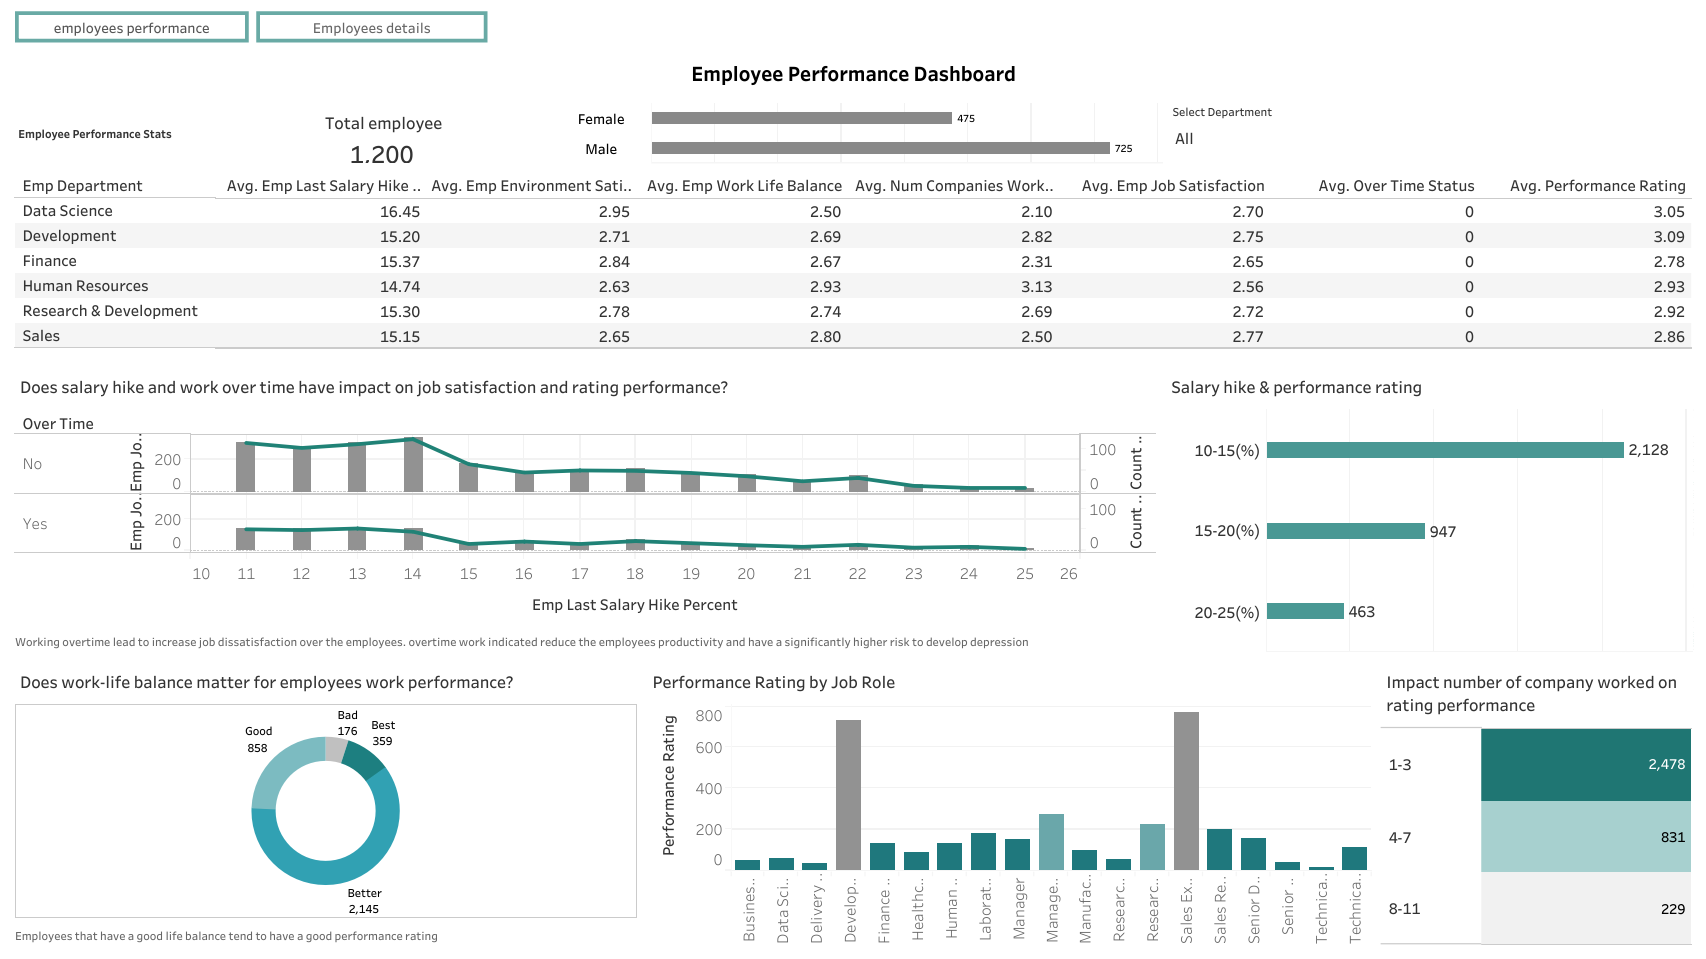 employees performance
Employees details
Employee Performance Dashboard
Employee Performance Stats
Total employee
1,200
Female
475
Male
725
Select Department
All
Emp Department Avg. Emp Last Salary Hike .. Avg. Emp Environment Sati.. Avg. Emp Work Life Balance Avg. Num Companies Work.. Avg. Emp Job Satisfaction Avg. Over Time Status Avg. Performance Rating
Data Science 16.45 2.95 2.50 2.10 2.70 0 3.05
Development 15.20 2.71 2.69 2.82 2.75 0 3.09
Finance 15.37 2.84 2.67 2.31 2.65 0 2.78
Human Resources 14.74 2.63 2.93 3.13 2.56 0 2.93
Research & Development 15.30 2.78 2.74 2.69 2.72 0 2.92
Sales 15.15 2.65 2.80 2.50 2.77 0 2.86
Does salary hike and work over time have impact on job satisfaction and rating performance?
Over Time
No
Emp Jo..
200
0
100
0
Count ..
Yes
Emp Jo..
200
0
100
0
Count ..
10 11 12 13 14 15 16 17 18 19 20 21 22 23 24 25 26
Emp Last Salary Hike Percent
Working overtime lead to increase job dissatisfaction over the employees. overtime work indicated reduce the employees productivity and have a significantly higher risk to develop depression
Salary hike & performance rating
10-15(%) 2,128
15-20(%) 947
20-25(%) 463
Does work-life balance matter for employees work performance?
Bad
176
Best
359
Good
858
Better
2,145
Employees that have a good life balance tend to have a good performance rating
Performance Rating by Job Role
Performance Rating
800
600
400
200
0
Busines..
Data Sci..
Delivery ..
Develop..
Finance ..
Healthc..
Human ..
Laborat..
Manager
Manage..
Manufac..
Researc..
Researc..
Sales Ex..
Sales Re..
Senior D..
Senior ..
Technica..
Technica..
Impact number of company worked on
rating performance
1-3 2,478
4-7 831
8-11 229